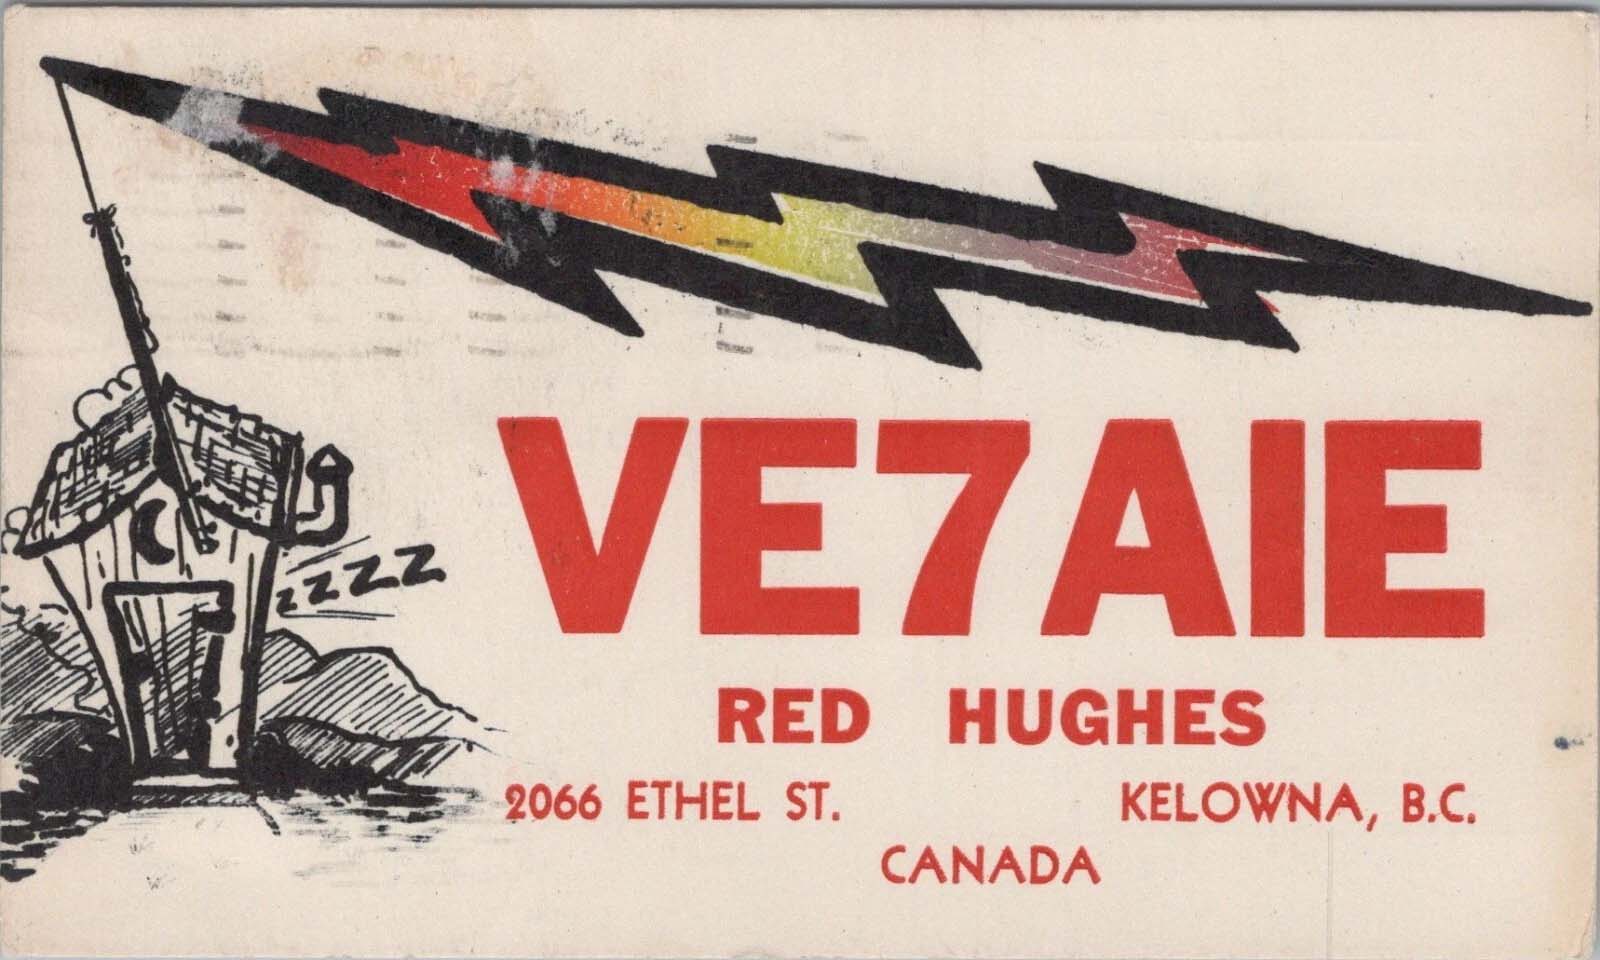 zZZZ
VE7AIE
RED HUGHES
2066 ETHEL ST. KELOWNA, B.C.
CANADA